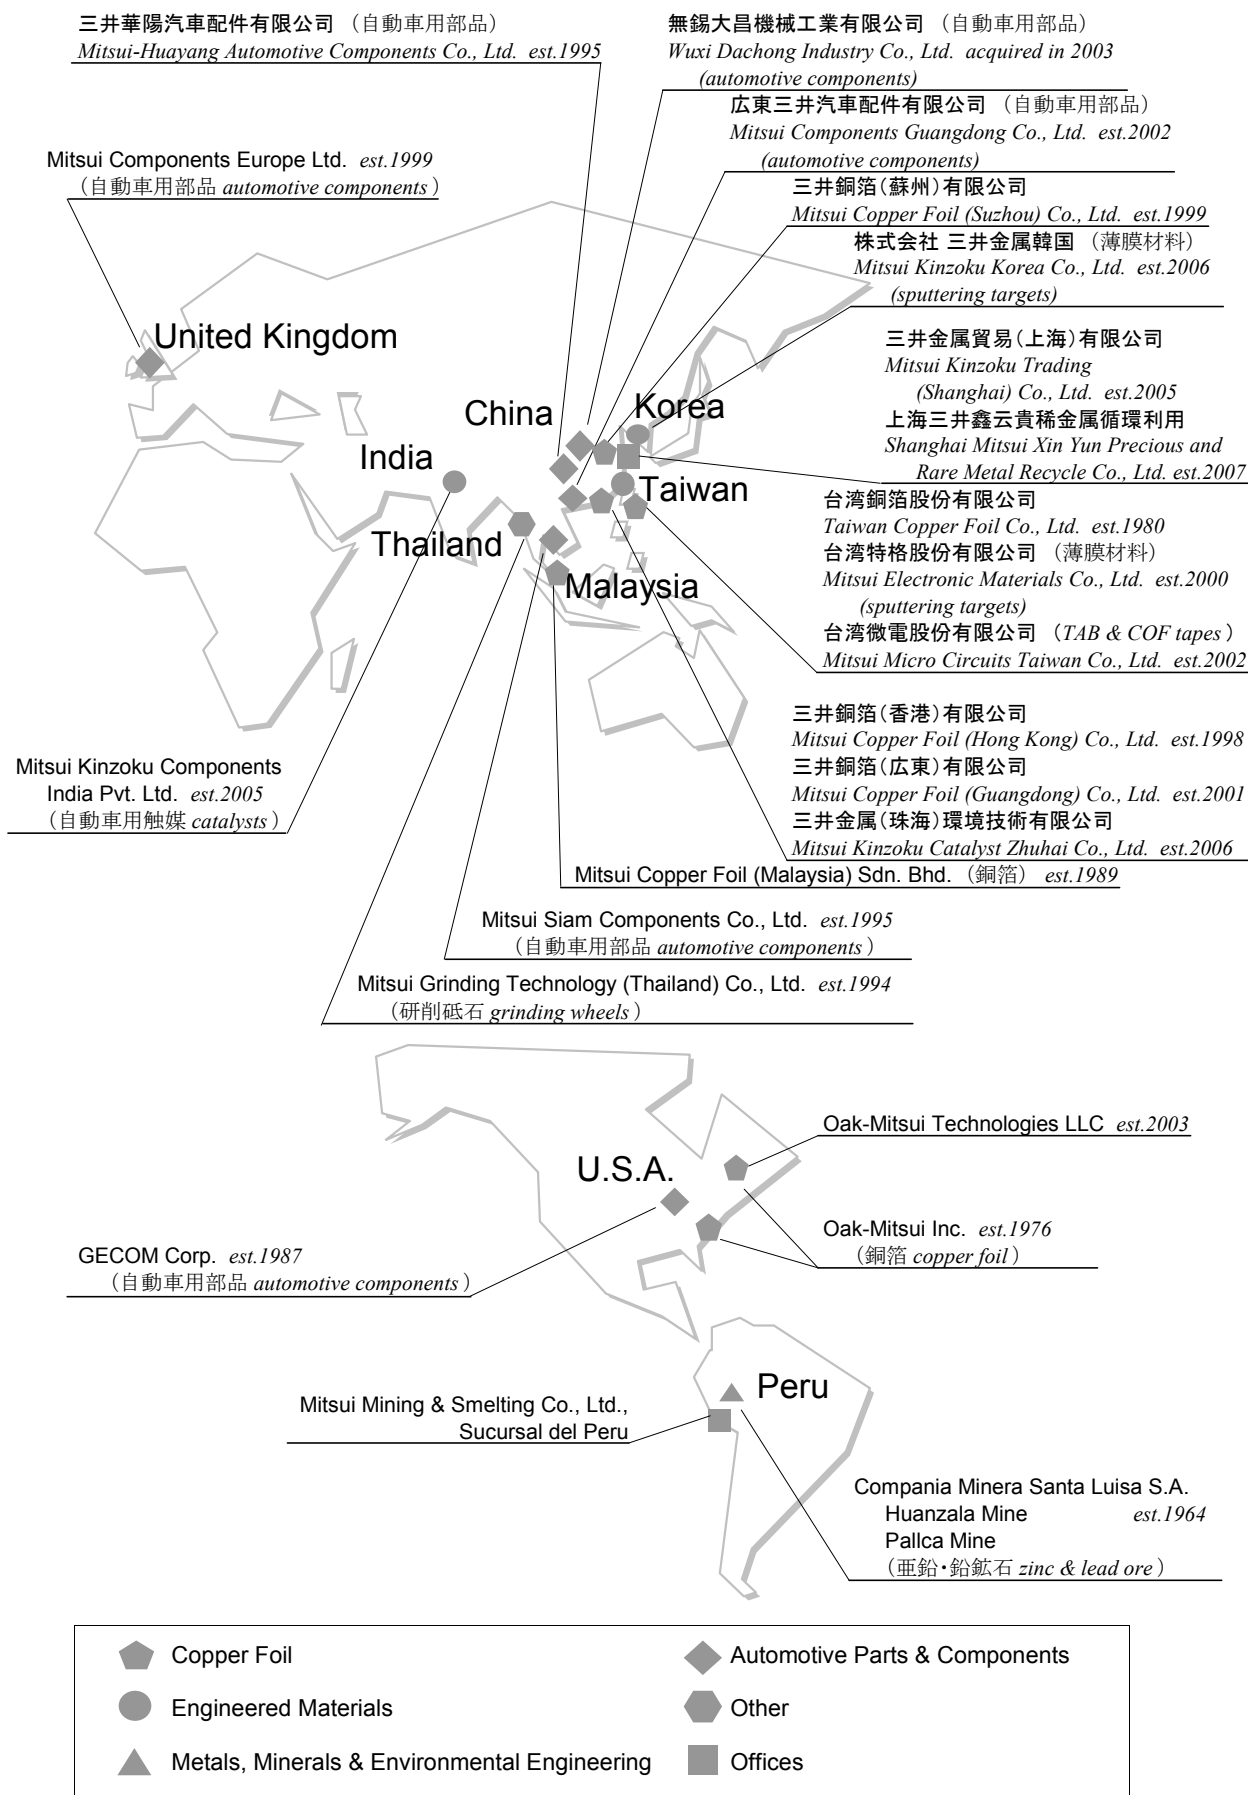 三井華陽汽車配件有限公司 （自動車用部品）
Mitsui-Huayang Automotive Components Co., Ltd. est.1995
無錫大昌機械工業有限公司 （自動車用部品）
Wuxi Dachong Industry Co., Ltd. acquired in 2003
(automotive components)
広東三井汽車配件有限公司 （自動車用部品）
Mitsui Components Guangdong Co., Ltd. est.2002
(automotive components)
Mitsui Components Europe Ltd. est.1999
（自動車用部品 automotive components）
三井銅箔（蘇州）有限公司
Mitsui Copper Foil (Suzhou) Co., Ltd. est.1999
株式会社 三井金属韓国 （薄膜材料）
Mitsui Kinzoku Korea Co., Ltd. est.2006
(sputtering targets)
三井金属貿易（上海）有限公司
Mitsui Kinzoku Trading
(Shanghai) Co., Ltd. est.2005
上海三井鑫云貴稀金属循環利用
Shanghai Mitsui Xin Yun Precious and
Rare Metal Recycle Co., Ltd. est.2007
United Kingdom
China
Korea
India
Taiwan
Thailand
Malaysia
台湾銅箔股份有限公司
Taiwan Copper Foil Co., Ltd. est.1980
台湾特格股份有限公司 （薄膜材料）
Mitsui Electronic Materials Co., Ltd. est.2000
(sputtering targets)
台湾微電股份有限公司 （TAB & COF tapes）
Mitsui Micro Circuits Taiwan Co., Ltd. est.2002
三井銅箔（香港）有限公司
Mitsui Copper Foil (Hong Kong) Co., Ltd. est.1998
三井銅箔（広東）有限公司
Mitsui Copper Foil (Guangdong) Co., Ltd. est.2001
三井金属（珠海）環境技術有限公司
Mitsui Kinzoku Catalyst Zhuhai Co., Ltd. est.2006
Mitsui Kinzoku Components
India Pvt. Ltd. est.2005
（自動車用触媒 catalysts）
Mitsui Copper Foil (Malaysia) Sdn. Bhd. （銅箔） est.1989
Mitsui Siam Components Co., Ltd. est.1995
（自動車用部品 automotive components）
Mitsui Grinding Technology (Thailand) Co., Ltd. est.1994
（研削砥石 grinding wheels）
Oak-Mitsui Technologies LLC est.2003
U.S.A.
Oak-Mitsui Inc. est.1976
（銅箔 copper foil）
GECOM Corp. est.1987
（自動車用部品 automotive components）
Peru
Mitsui Mining & Smelting Co., Ltd.,
Sucursal del Peru
Compania Minera Santa Luisa S.A.
Huanzala Mine est.1964
Pallca Mine
（亜鉛・鉛鉱石 zinc & lead ore）
Copper Foil
Automotive Parts & Components
Engineered Materials
Other
Metals, Minerals & Environmental Engineering
Offices